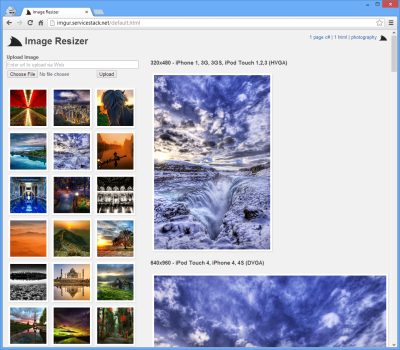 Image Resizer
imgur.servicestack.net/default.html
Image Resizer
1 page c# | 1 html | photography
Upload Image
Enter url to upload via Web
Choose File No file chosen
Upload
320x480 - iPhone 1, 3G, 3GS, iPod Touch 1,2,3 (HVGA)
640x960 - iPod Touch 4, iPhone 4, 4S (DVGA)